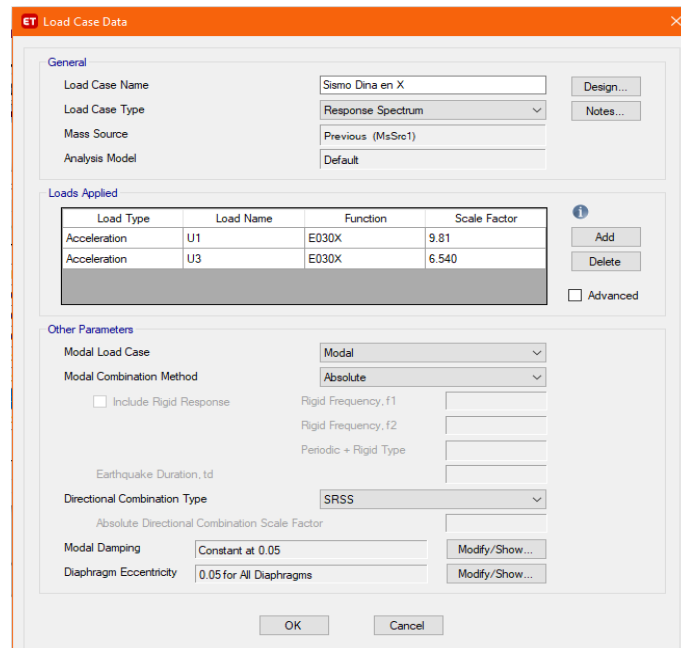 ET Load Case Data
General
Load Case Name Sismo Dina en X Design...
Load Case Type Response Spectrum Notes...
Mass Source Previous (MsSrc1)
Analysis Model Default
Loads Applied
Load Type Load Name Function Scale Factor
Acceleration U1 E030X 9.81 Add
Acceleration U3 E030X 6.540 Delete
Advanced
Other Parameters
Modal Load Case Modal
Modal Combination Method Absolute
Include Rigid Response Rigid Frequency, f1
Rigid Frequency, f2
Periodic + Rigid Type
Earthquake Duration, td
Directional Combination Type SRSS
Absolute Directional Combination Scale Factor
Modal Damping Constant at 0.05 Modify/Show...
Diaphragm Eccentricity 0.05 for All Diaphragms Modify/Show...
OK Cancel